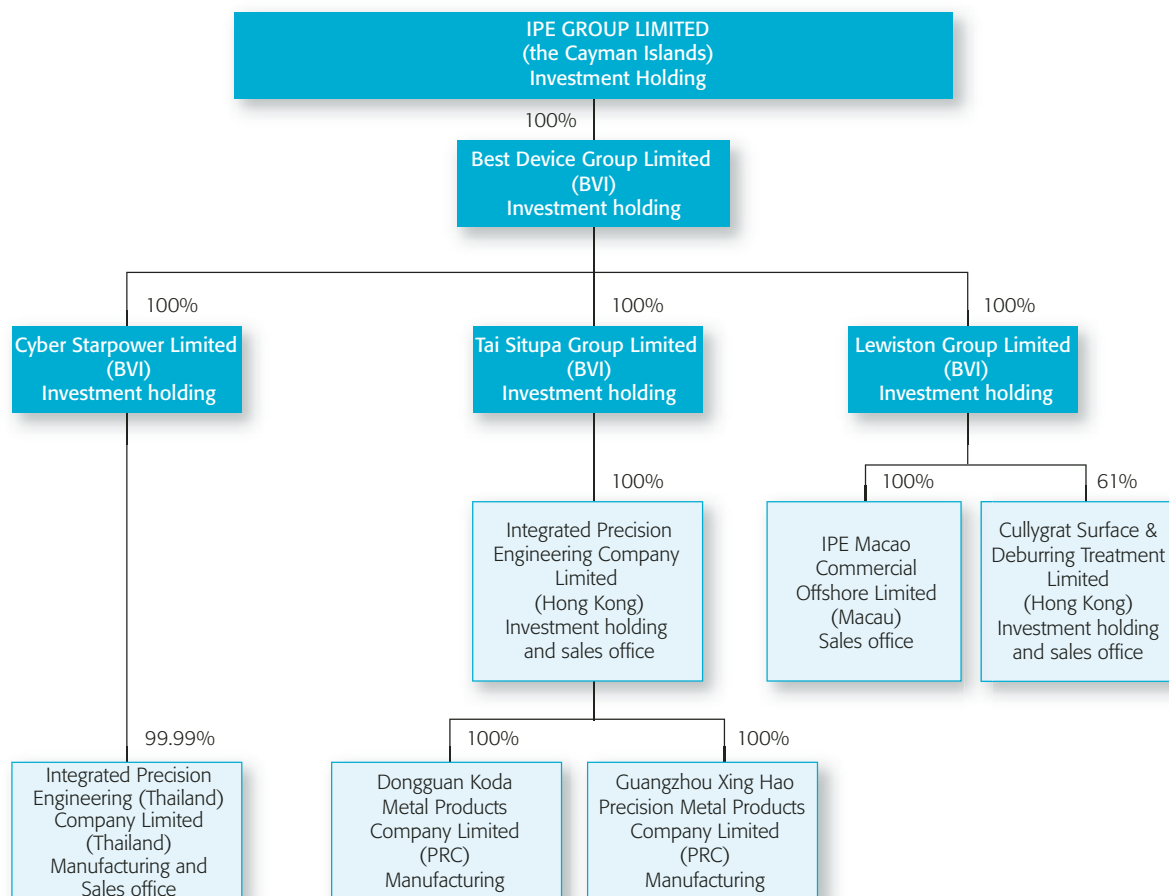 IPE GROUP LIMITED
(the Cayman Islands)
Investment Holding
100%
Best Device Group Limited
(BVI)
Investment holding
100%
100%
100%
Cyber Starpower Limited
(BVI)
Investment holding
Tai Situpa Group Limited
(BVI)
Investment holding
Lewiston Group Limited
(BVI)
Investment holding
100%
100%
61%
Integrated Precision
Engineering Company
Limited
(Hong Kong)
Investment holding
and sales office
IPE Macao
Commercial
Offshore Limited
(Macau)
Sales office
Cullygrat Surface &
Deburring Treatment
Limited
(Hong Kong)
Investment holding
and sales office
99.99%
100%
100%
Integrated Precision
Engineering (Thailand)
Company Limited
(Thailand)
Manufacturing and
Sales office
Dongguan Koda
Metal Products
Company Limited
(PRC)
Manufacturing
Guangzhou Xing Hao
Precision Metal Products
Company Limited
(PRC)
Manufacturing